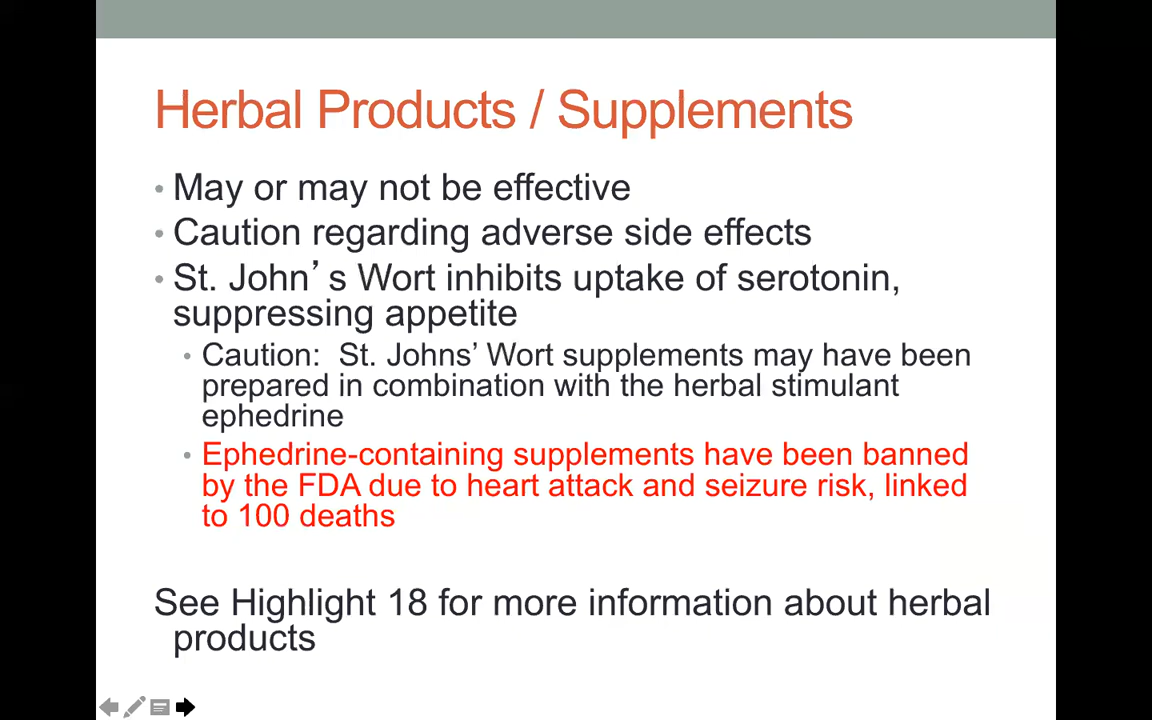 Herbal Products / Supplements
• May or may not be effective
• Caution regarding adverse side effects
• St. John’s Wort inhibits uptake of serotonin,
suppressing appetite
• Caution:  St. Johns’ Wort supplements may have been
prepared in combination with the herbal stimulant
ephedrine
• Ephedrine-containing supplements have been banned
by the FDA due to heart attack and seizure risk, linked
to 100 deaths
See Highlight 18 for more information about herbal
products